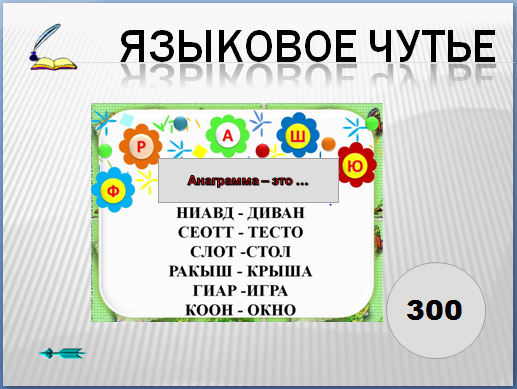 ЯЗЫКОВОЕ ЧУТЬЕ
Р
А
Ш
Ю
Ф
Анаграмма – это ...
НИАВД - ДИВАН
СЕОТТ - ТЕСТО
СЛОТ -СТОЛ
РАКЫШ - КРЫША
ГИАР -ИГРА
КООН - ОКНО
300